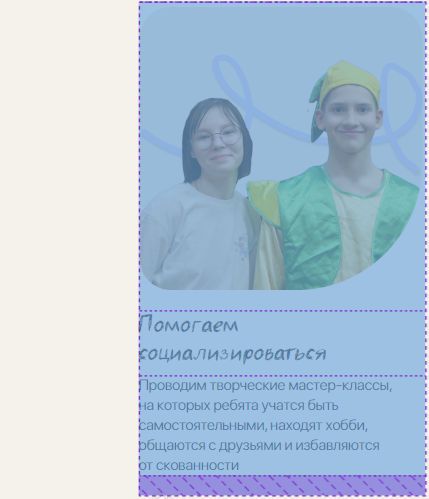 Помогаем
социализироваться
Проводим творческие мастер-классы,
на которых ребята учатся быть
самостоятельными, находят хобби,
общаются с друзьями и избавляются
от скованности